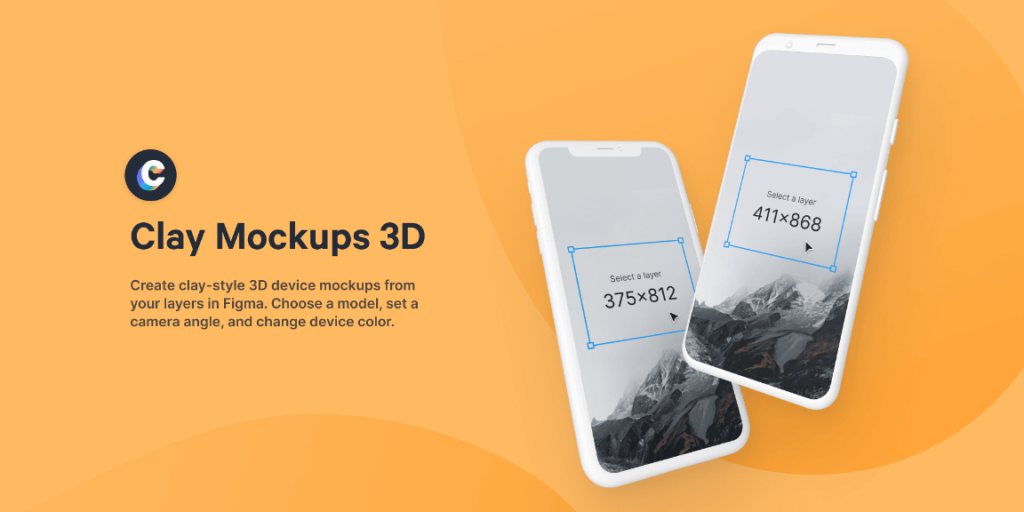 C
Clay Mockups 3D
Create clay-style 3D device mockups from
your layers in Figma. Choose a model, set a
camera angle, and change device color.
Select a layer
375×812
Select a layer
411×868